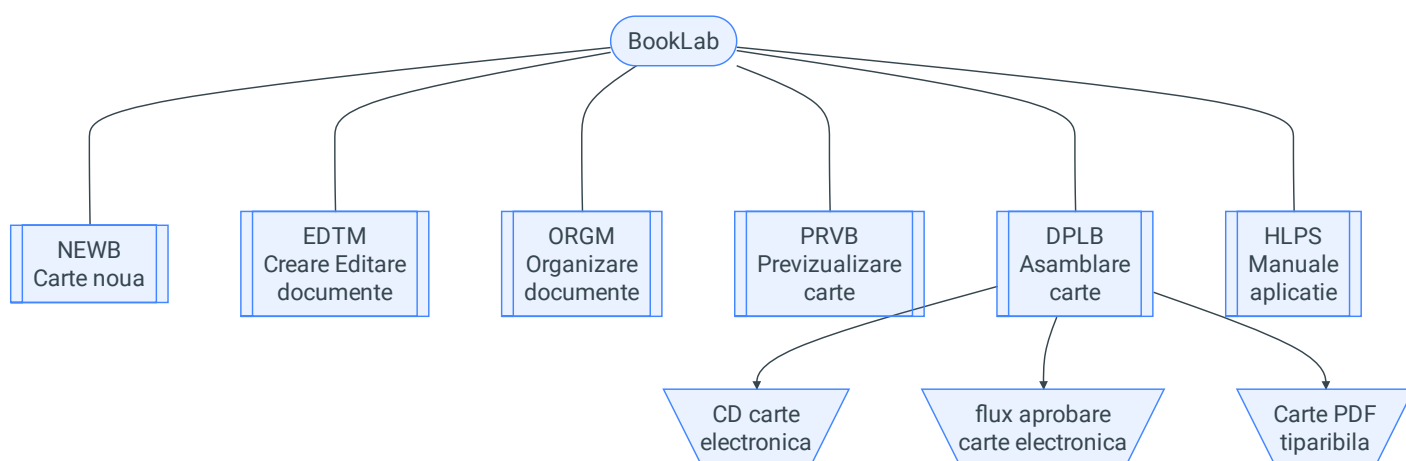 BookLab
NEWB
Carte noua
EDTM
Creare Editare
documente
ORGM
Organizare
documente
PRVB
Previzualizare
carte
DPLB
Asamblare
carte
HLPS
Manuale
aplicatie
CD carte
electronica
flux aprobare
carte electronica
Carte PDF
tiparibila